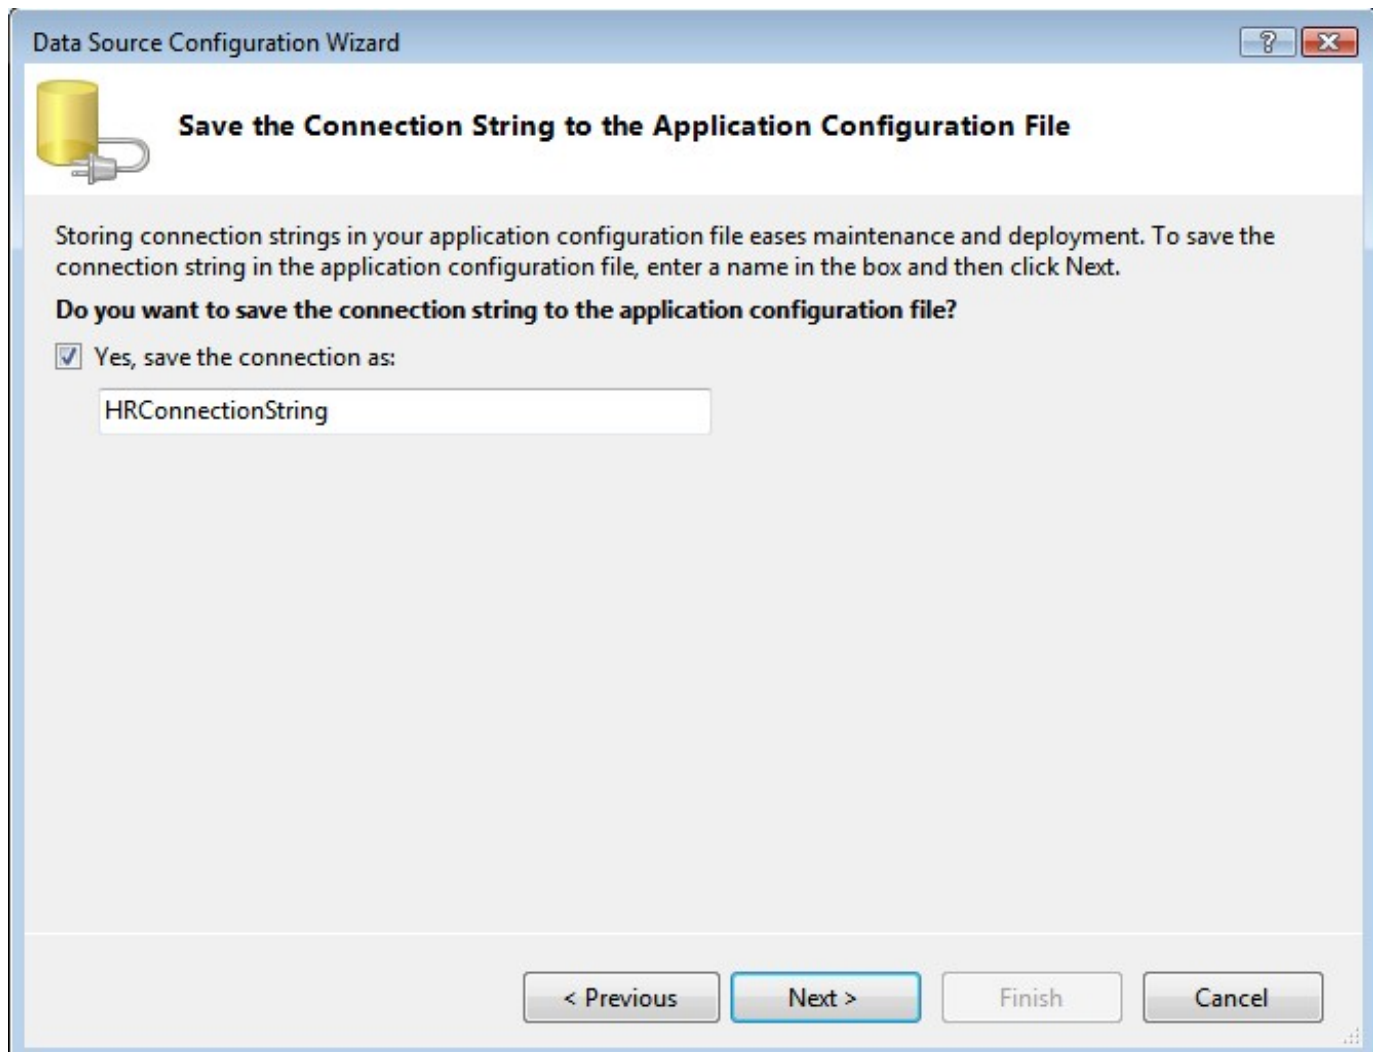 Data Source Configuration Wizard
?
Save the Connection String to the Application Configuration File
Storing connection strings in your application configuration file eases maintenance and deployment. To save the
connection string in the application configuration file, enter a name in the box and then click Next.
Do you want to save the connection string to the application configuration file?
Yes, save the connection as:
HRConnectionString
< Previous
Next >
Finish
Cancel